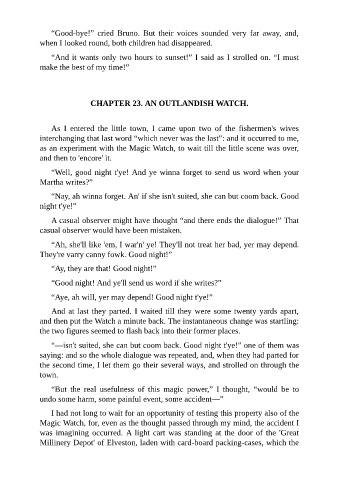 “Good-bye!” cried Bruno. But their voices sounded very far away, and,
when I looked round, both children had disappeared.
“And it wants only two hours to sunset!” I said as I strolled on. “I must
make the best of my time!”
CHAPTER 23. AN OUTLANDISH WATCH.
As I entered the little town, I came upon two of the fishermen's wives
interchanging that last word “which never was the last”: and it occurred to me,
as an experiment with the Magic Watch, to wait till the little scene was over,
and then to 'encore' it.
“Well, good night t'ye! And ye winna forget to send us word when your
Martha writes?”
“Nay, ah winna forget. An' if she isn't suited, she can but coom back. Good
night t'ye!”
A casual observer might have thought “and there ends the dialogue!” That
casual observer would have been mistaken.
“Ah, she'll like 'em, I war'n' ye! They'll not treat her bad, yer may depend.
They're varry canny fowk. Good night!”
“Ay, they are that! Good night!”
“Good night! And ye'll send us word if she writes?”
“Aye, ah will, yer may depend! Good night t'ye!”
And at last they parted. I waited till they were some twenty yards apart,
and then put the Watch a minute back. The instantaneous change was startling:
the two figures seemed to flash back into their former places.
“—isn't suited, she can but coom back. Good night t'ye!” one of them was
saying: and so the whole dialogue was repeated, and, when they had parted for
the second time, I let them go their several ways, and strolled on through the
town.
“But the real usefulness of this magic power,” I thought, “would be to
undo some harm, some painful event, some accident—”
I had not long to wait for an opportunity of testing this property also of the
Magic Watch, for, even as the thought passed through my mind, the accident I
was imagining occurred. A light cart was standing at the door of the 'Great
Millinery Depot' of Elveston, laden with card-board packing-cases, which the